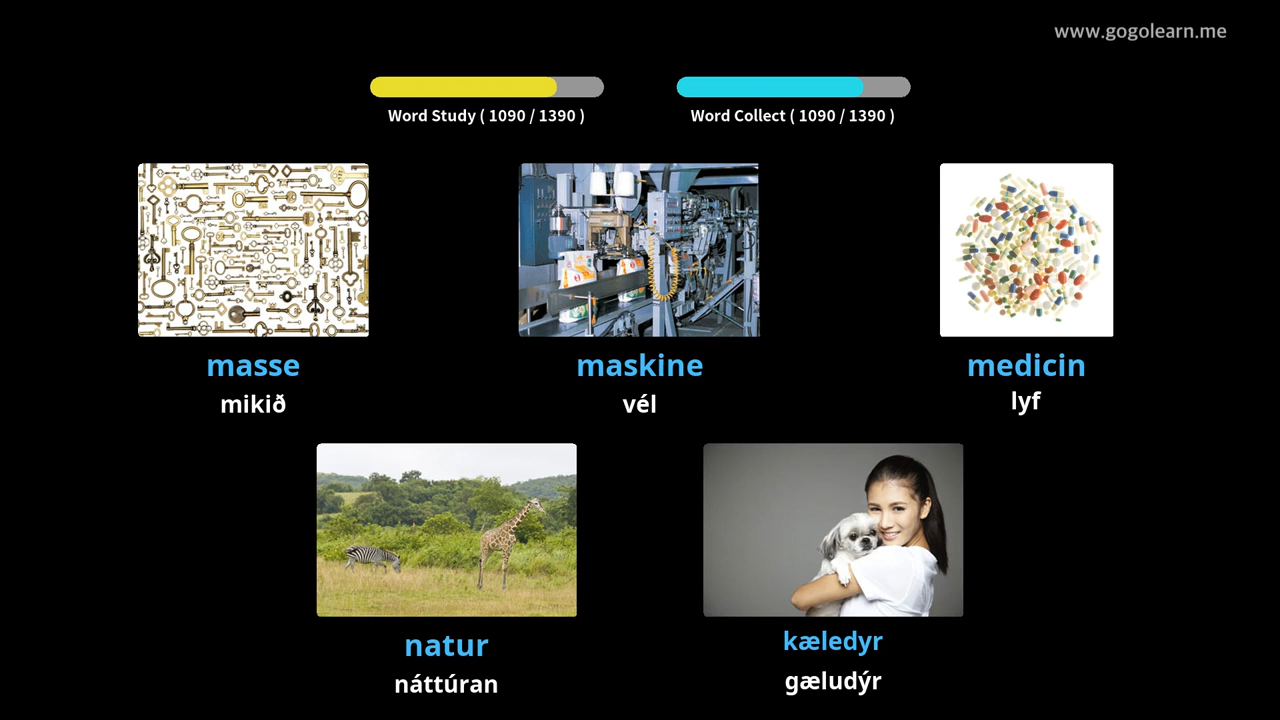 www.gogolearn.me
Word Study ( 1090 / 1390 )
Word Collect ( 1090 / 1390 )
masse
mikið
maskine
vél
medicin
lyf
natur
náttúran
kæledyr
gæludýr